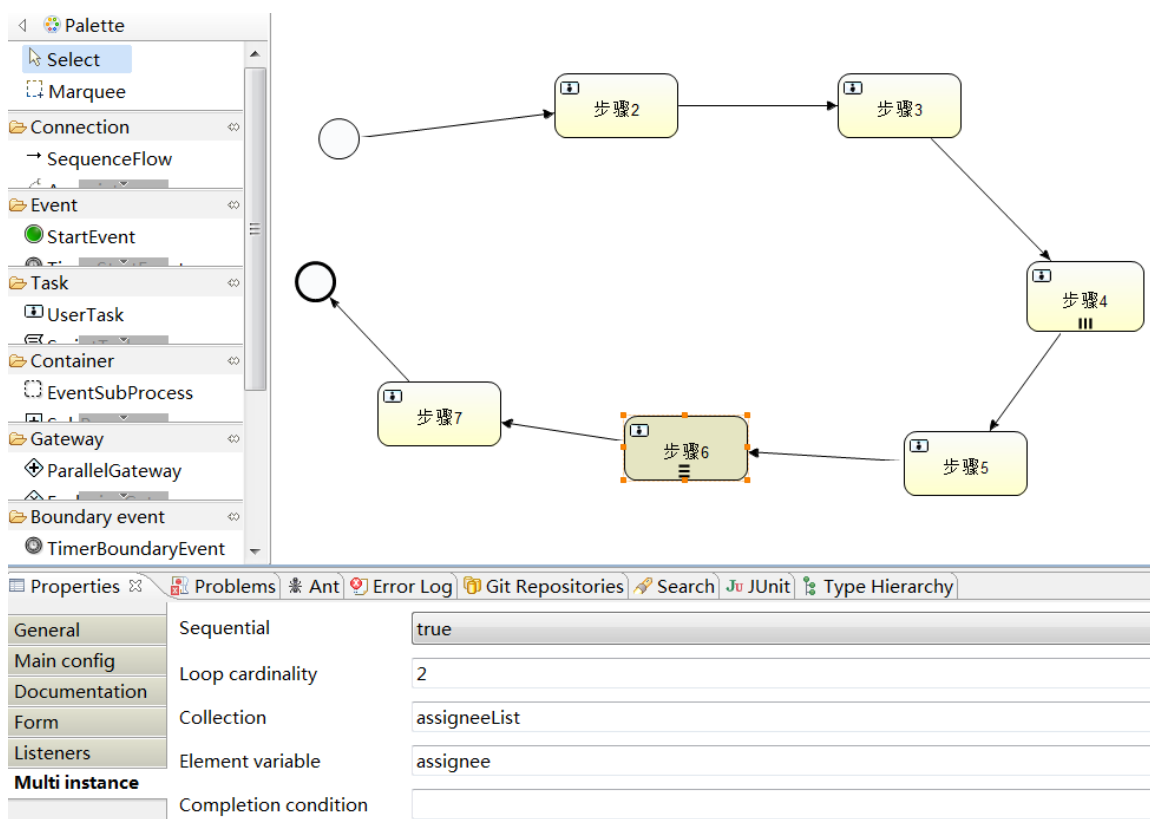 Palette
Select
Marquee
Connection
SequenceFlow
Event
StartEvent
Task
UserTask
Container
EventSubProcess
Gateway
ParallelGateway
Boundary event
TimerBoundaryEvent
步骤2
步骤3
步骤4
步骤5
步骤6
步骤7
Properties Problems Ant Error Log Git Repositories Search Ju JUnit Type Hierarchy
General
Main config
Documentation
Form
Listeners
Multi instance
Sequential true
Loop cardinality 2
Collection assigneeList
Element variable assignee
Completion condition